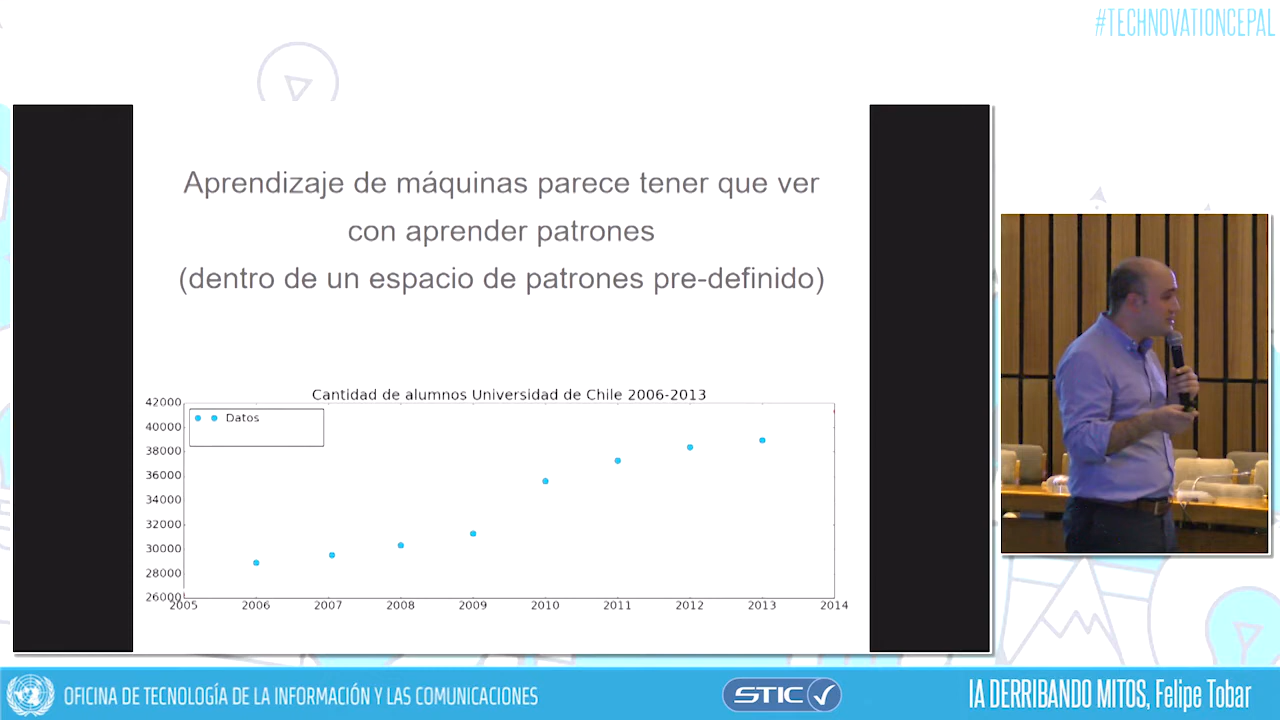 #TECHNOVATIONCEPAL
Aprendizaje de máquinas parece tener que ver
con aprender patrones
(dentro de un espacio de patrones pre-definido)
Cantidad de alumnos Universidad de Chile 2006-2013
42000
40000
38000
36000
34000
32000
30000
28000
26000
Datos
2005 2006 2007 2008 2009 2010 2011 2012 2013 2014
OFICINA DE TECNOLOGÍA DE LA INFORMACIÓN Y LAS COMUNICACIONES
STIC
IA DERRIBANDO MITOS, Felipe Tobar